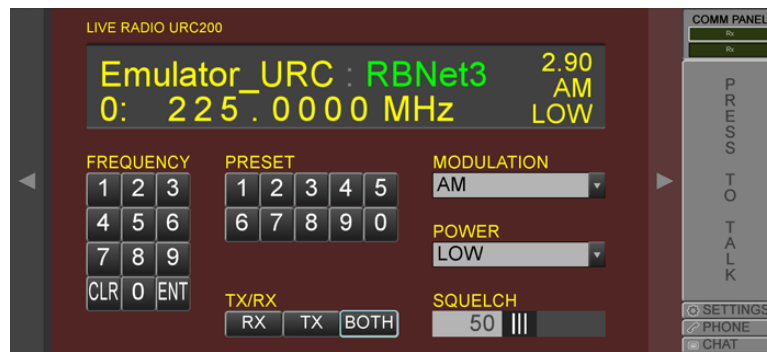 LIVE RADIO URC200
Emulator_URC : RBNet3
2.90
AM
LOW
0: 225.0000 MHz
FREQUENCY
1 2 3
4 5 6
7 8 9
CLR 0 ENT
PRESET
1 2 3 4 5
6 7 8 9 0
TX/RX
RX TX BOTH
MODULATION
AM
POWER
LOW
SQUELCH
50
COMM PANEL
Rx
Rx
PRESS TO TALK
SETTINGS
PHONE
CHAT